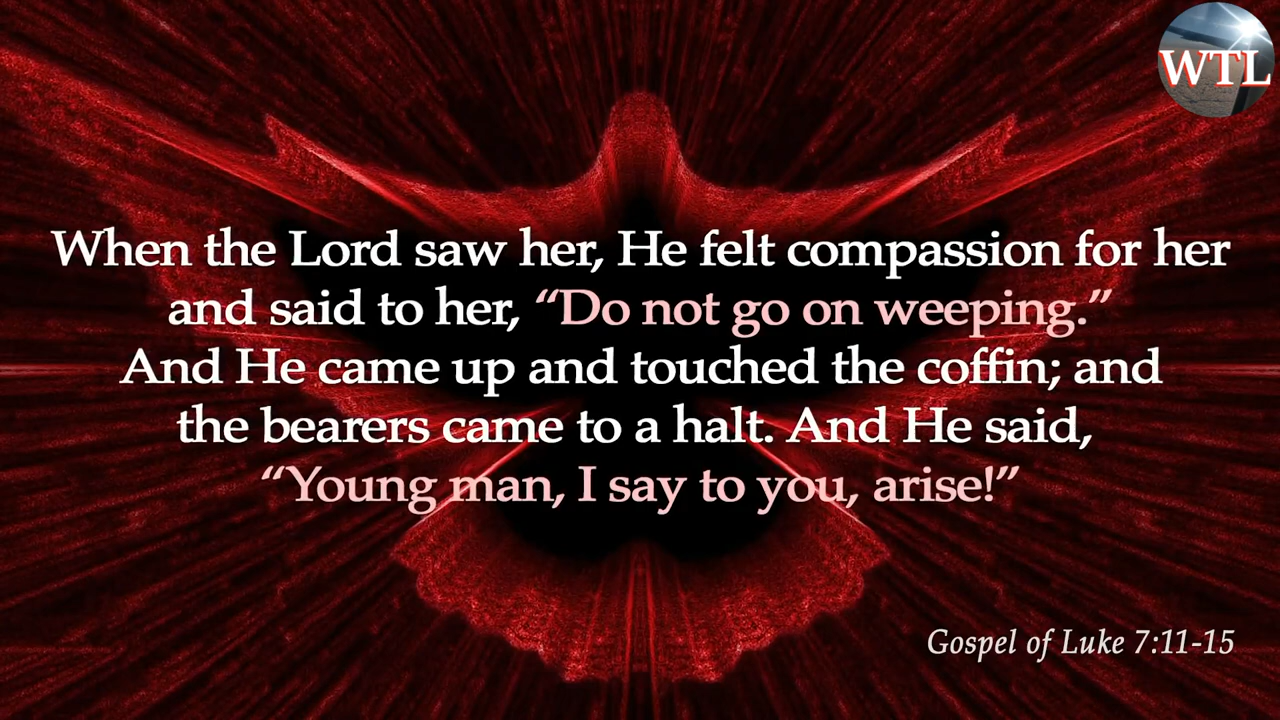 WTL
When the Lord saw her, He felt compassion for her
and said to her, “Do not go on weeping.”
And He came up and touched the coffin; and
the bearers came to a halt. And He said,
“Young man, I say to you, arise!”
Gospel of Luke 7:11-15